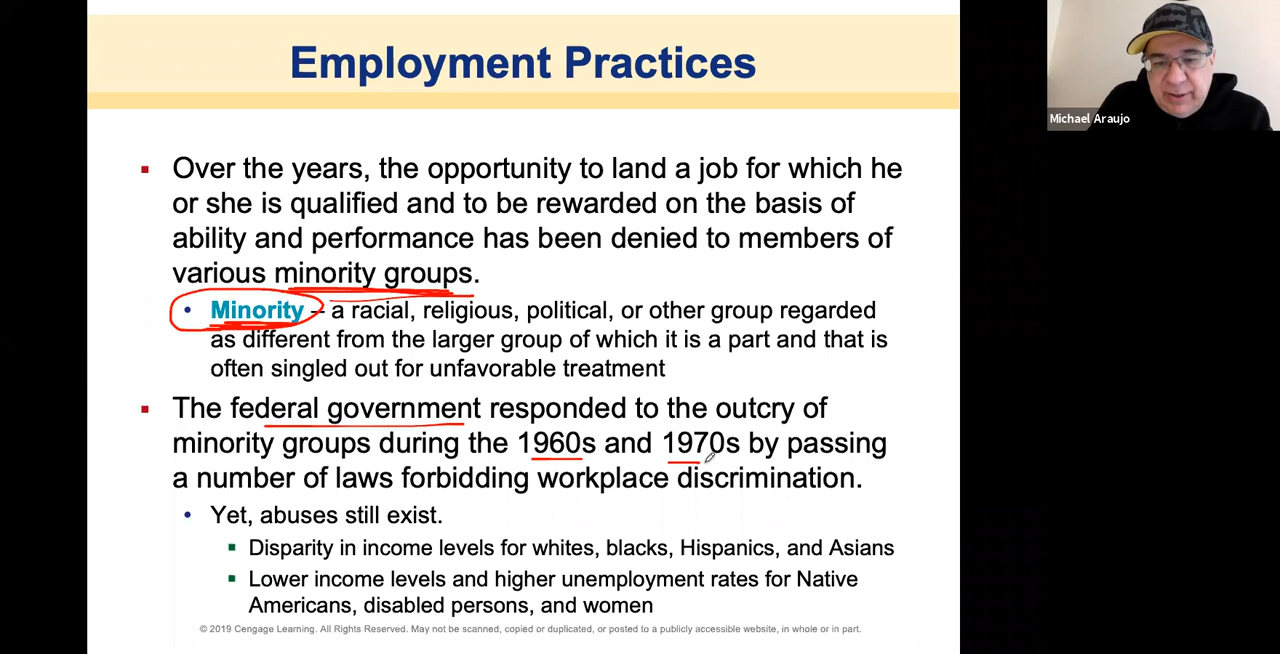 Employment Practices
Michael Araujo
▪ Over the years, the opportunity to land a job for which he
or she is qualified and to be rewarded on the basis of
ability and performance has been denied to members of
various minority groups.
• Minority – a racial, religious, political, or other group regarded
as different from the larger group of which it is a part and that is
often singled out for unfavorable treatment
▪ The federal government responded to the outcry of
minority groups during the 1960s and 1970s by passing
a number of laws forbidding workplace discrimination.
• Yet, abuses still exist.
▪ Disparity in income levels for whites, blacks, Hispanics, and Asians
▪ Lower income levels and higher unemployment rates for Native
Americans, disabled persons, and women
© 2019 Cengage Learning. All Rights Reserved. May not be scanned, copied or duplicated, or posted to a publicly accessible website, in whole or in part.